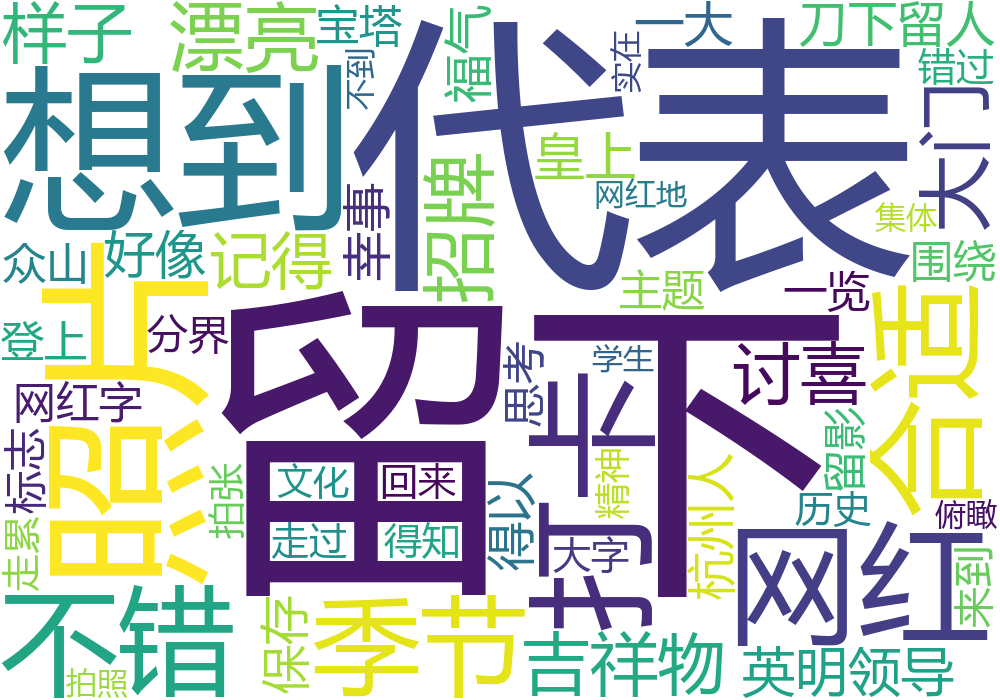 样子
漂亮
宝塔
不到
福气
一大
实在
刀下留人
错过
大门
想到
代表
皇上
网红地
集体
幸事
招牌
众山
好像
记得
围绕
主题
一览
照片
登上
分界
留下
思考
学生
讨喜
合适
网红字
打卡
标志
文化
回来
拍张
得以
精神
杭州人
留影
历史
俯瞰
走累
走过
得知
大字
网红
来到
不错
保存
季节
吉祥物
英明领导
拍照